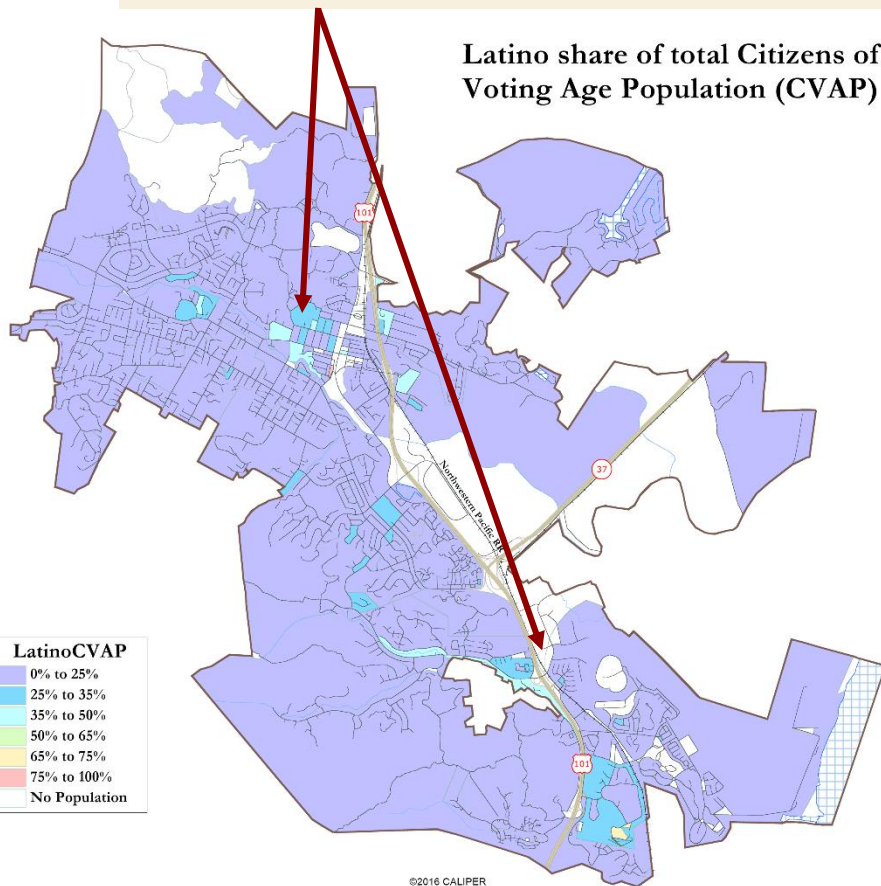 Latino share of total Citizens of
Voting Age Population (CVAP)
101
37
Northwestern Pacific RR
101
LatinoCVAP
0% to 25%
25% to 35%
35% to 50%
50% to 65%
65% to 75%
75% to 100%
No Population
©2016 CALIPER